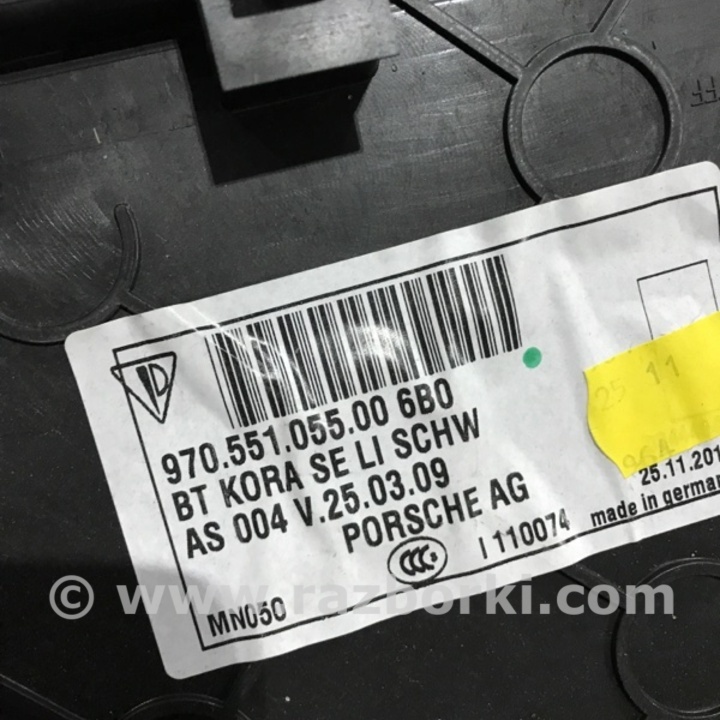 970.551.055.00 6B0
BT KORA SE LI SCHW
AS 004 V.25.03.09
PORSCHE AG
I 110074
MN050
25 11
25.11.201
made in german
© www.razborki.com